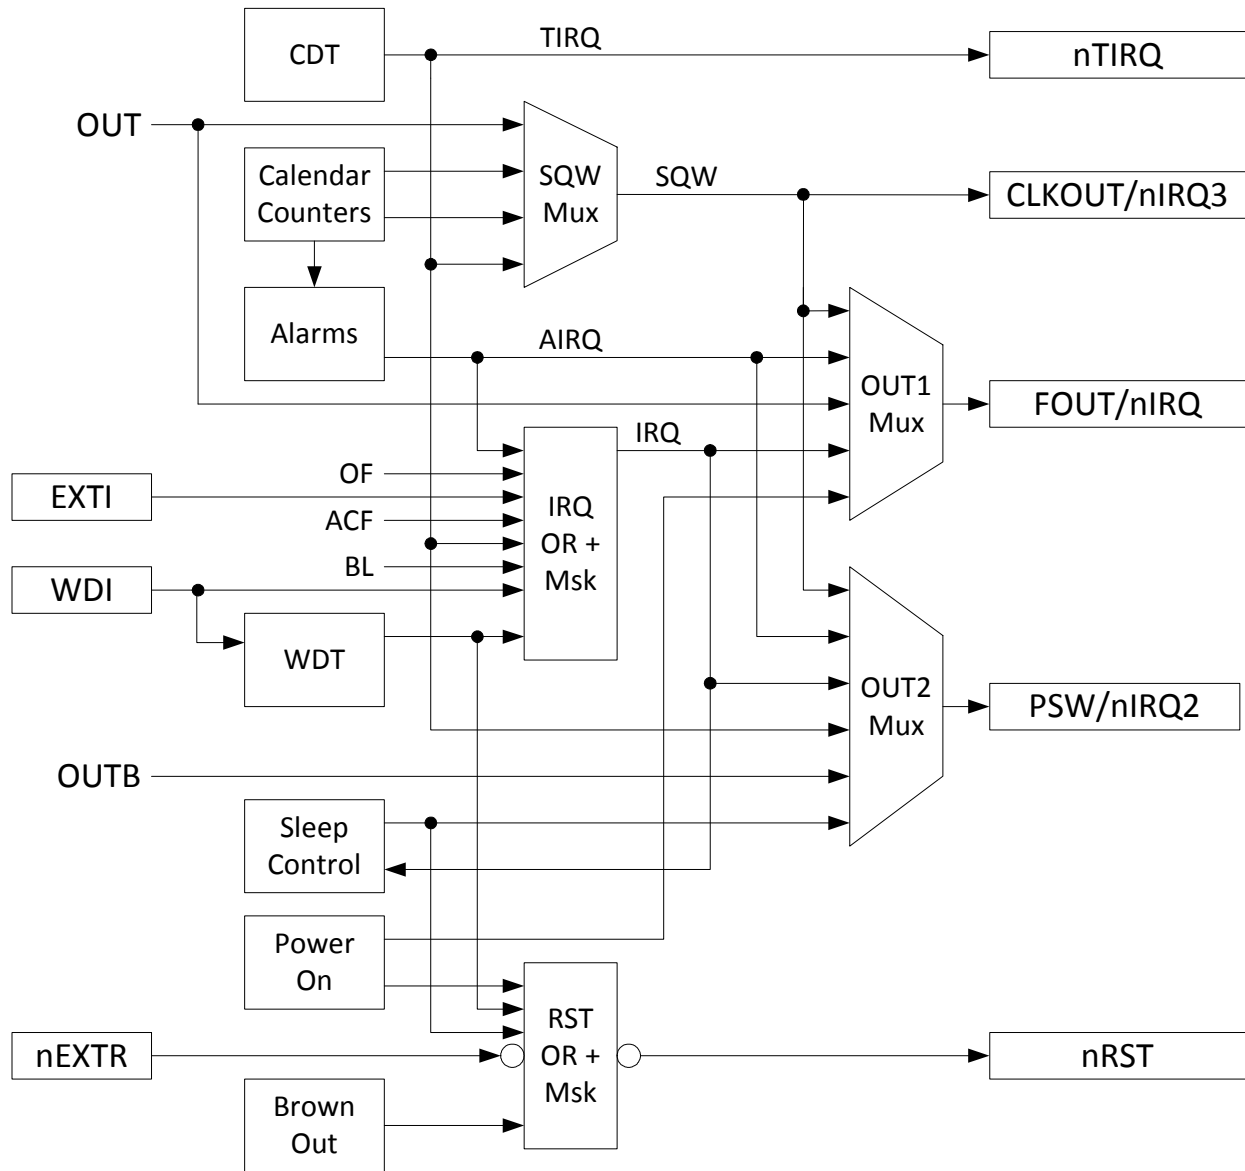 CDT
TIRQ
nTIRQ
OUT
Calendar
Counters
SQW
Mux
SQW
CLKOUT/nIRQ3
Alarms
AIRQ
OUT1
Mux
FOUT/nIRQ
IRQ
OF
EXTI
ACF
IRQ
OR +
Msk
BL
WDI
WDT
OUT2
Mux
PSW/nIRQ2
OUTB
Sleep
Control
Power
On
nEXTR
RST
OR +
Msk
nRST
Brown
Out